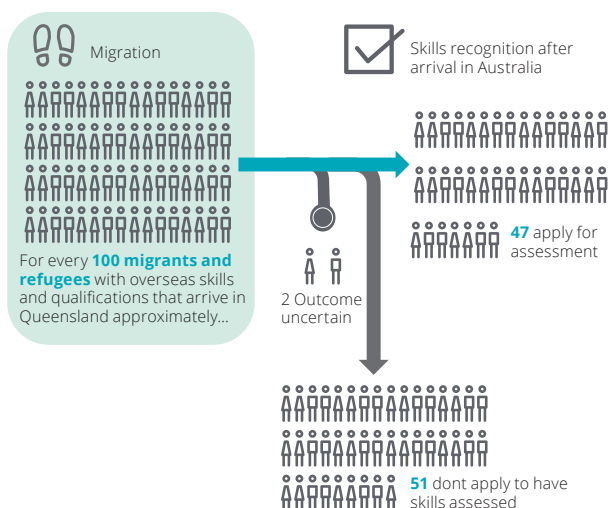 Migration
For every 100 migrants and
refugees with overseas skills
and qualifications that arrive in
Queensland approximately...
Skills recognition after
arrival in Australia
47 apply for
assessment
2 Outcome
uncertain
51 dont apply to have
skills assessed